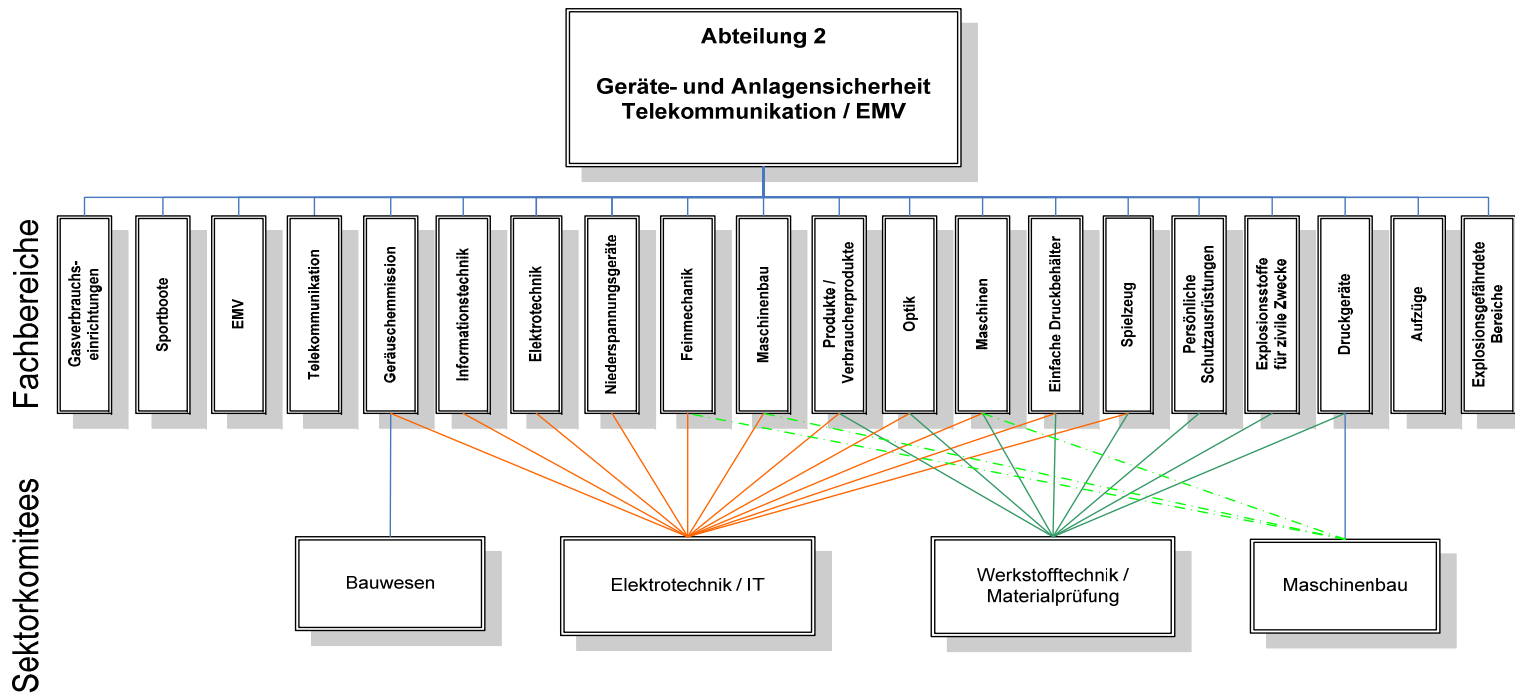 Abteilung 2
Geräte- und Anlagensicherheit
Telekommunikation / EMV
Fachbereiche
Gasverbrauchs-
einrichtungen
Sportboote
EMV
Telekommunikation
Geräuschemmission
Informationstechnik
Elektrotechnik
Niederspannungsgeräte
Feinmechanik
Maschinenbau
Produkte /
Verbraucherprodukte
Optik
Maschinen
Einfache Druckbehälter
Spielzeug
Persönliche
Schutzausrüstungen
Explosionsstoffe
für zivile Zwecke
Druckgeräte
Aufzüge
Explosionsgefährdete
Bereiche
Sektorkomitees
Bauwesen
Elektrotechnik / IT
Werkstofftechnik /
Materialprüfung
Maschinenbau